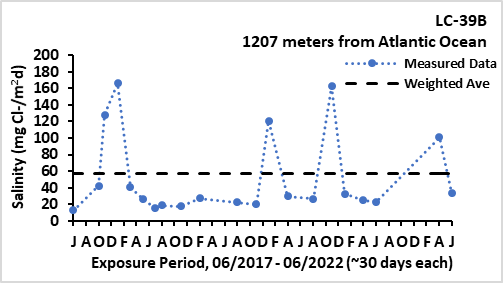 LC-39B
1207 meters from Atlantic Ocean
Measured Data
Weighted Ave
Salinity (mg Cl-/m²d)
200
180
160
140
120
100
80
60
40
20
0
J A O D F A J A O D F A J A O D F A J A O D F A J A O D F A J
Exposure Period, 06/2017 - 06/2022 (~30 days each)